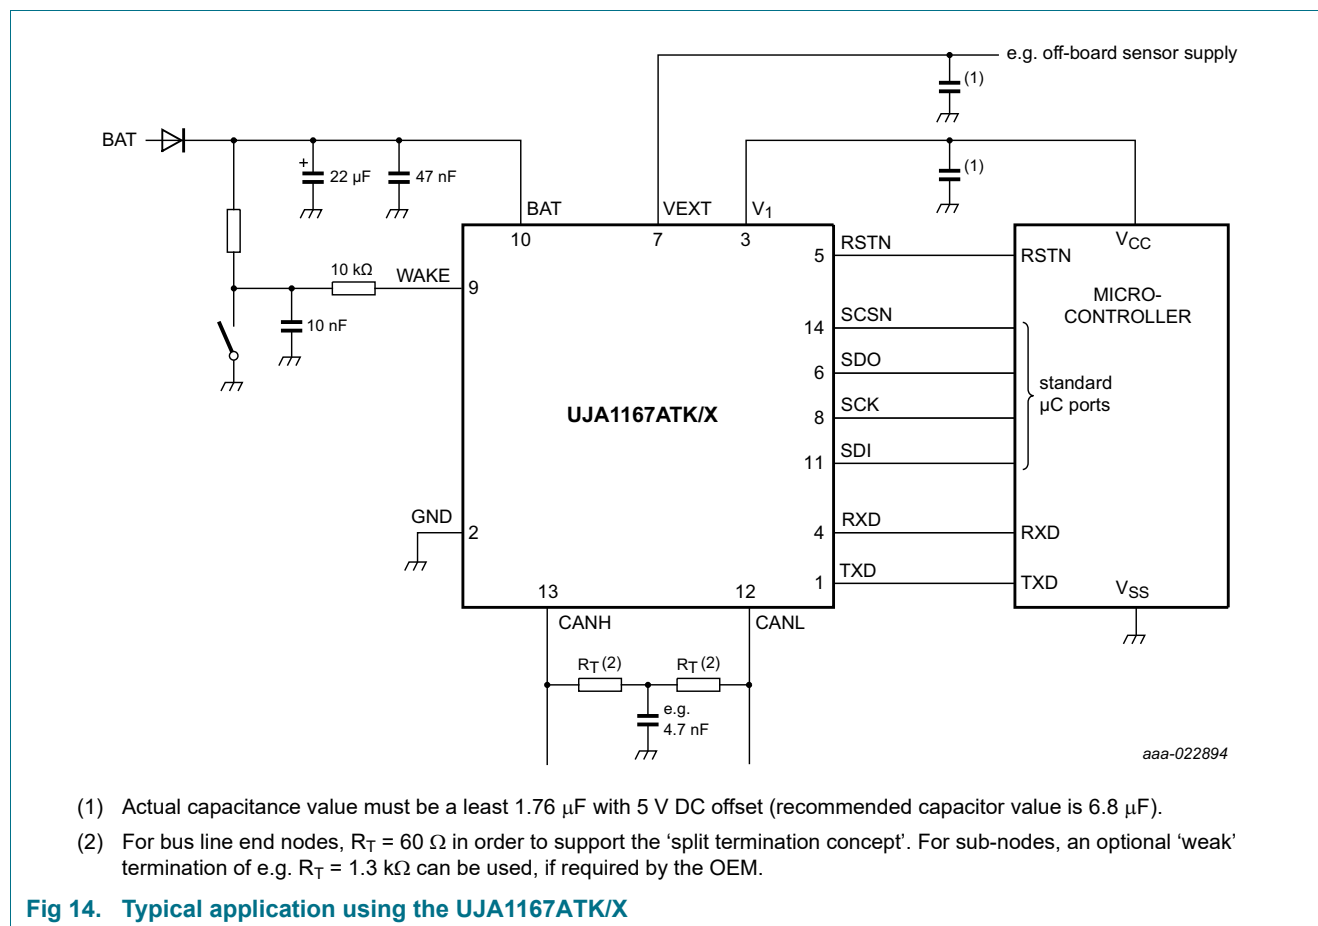 e.g. off-board sensor supply
(1)
BAT
(1)
+
22 µF
47 nF
BAT
VEXT
V1
10
7
3
VCC
5
RSTN
RSTN
10 kΩ
WAKE
9
MICRO-
CONTROLLER
10 nF
14
SCSN
6
SDO
standard
µC ports
8
SCK
UJA1167ATK/X
11
SDI
GND
2
4
RXD
RXD
1
TXD
TXD
13
12
VSS
CANH
CANL
RT (2)
RT (2)
e.g.
4.7 nF
aaa-022894
(1) Actual capacitance value must be a least 1.76 µF with 5 V DC offset (recommended capacitor value is 6.8 µF).
(2) For bus line end nodes, RT = 60 Ω in order to support the ‘split termination concept’. For sub-nodes, an optional ‘weak’
termination of e.g. RT = 1.3 kΩ can be used, if required by the OEM.
Fig 14. Typical application using the UJA1167ATK/X